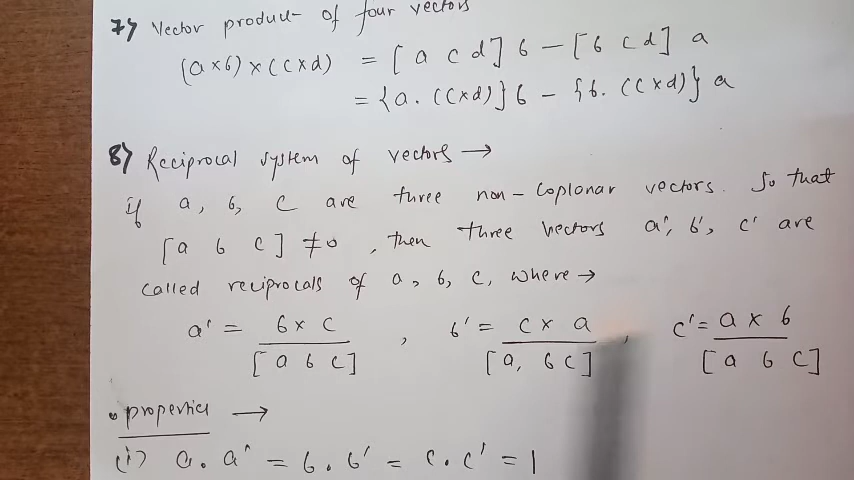 7) Vector product of four vectors
(a × b) × (c × d) = [ a c d ] b − [ b c d ] a
= {a . (c×d)} b − {b. (c×d)} a
8) Reciprocal system of vectors →
if a, b, c are three non-coplanar vectors. So that
[a b c] ≠ 0 , then three vectors a', b', c' are
called reciprocals of a, b, c, where →
a' = b × c / [a b c] , b' = c × a / [a, b c] , c' = a × b / [a b c]
• properties →
(i) a . a' = b . b' = c . c' = 1